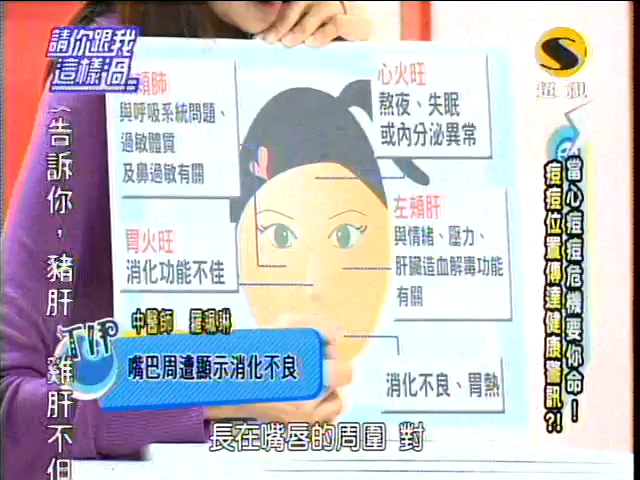 請你跟我
這樣過
頰肺
與呼吸系統問題、
過敏體質
及鼻過敏有關
心火旺
熬夜、失眠
或內分泌異常
左頰肝
與情緒、壓力、
肝臟造血解毒功能
有關
胃火旺
消化功能不佳
消化不良、胃熱
超視
當心痘痘危機要你命！
痘痘位置傳達健康警訊?!
告訴你，豬肝、雞肝不但
TIP
中醫師 羅珮琳
嘴巴周遭顯示消化不良
長在嘴唇的周圍 對